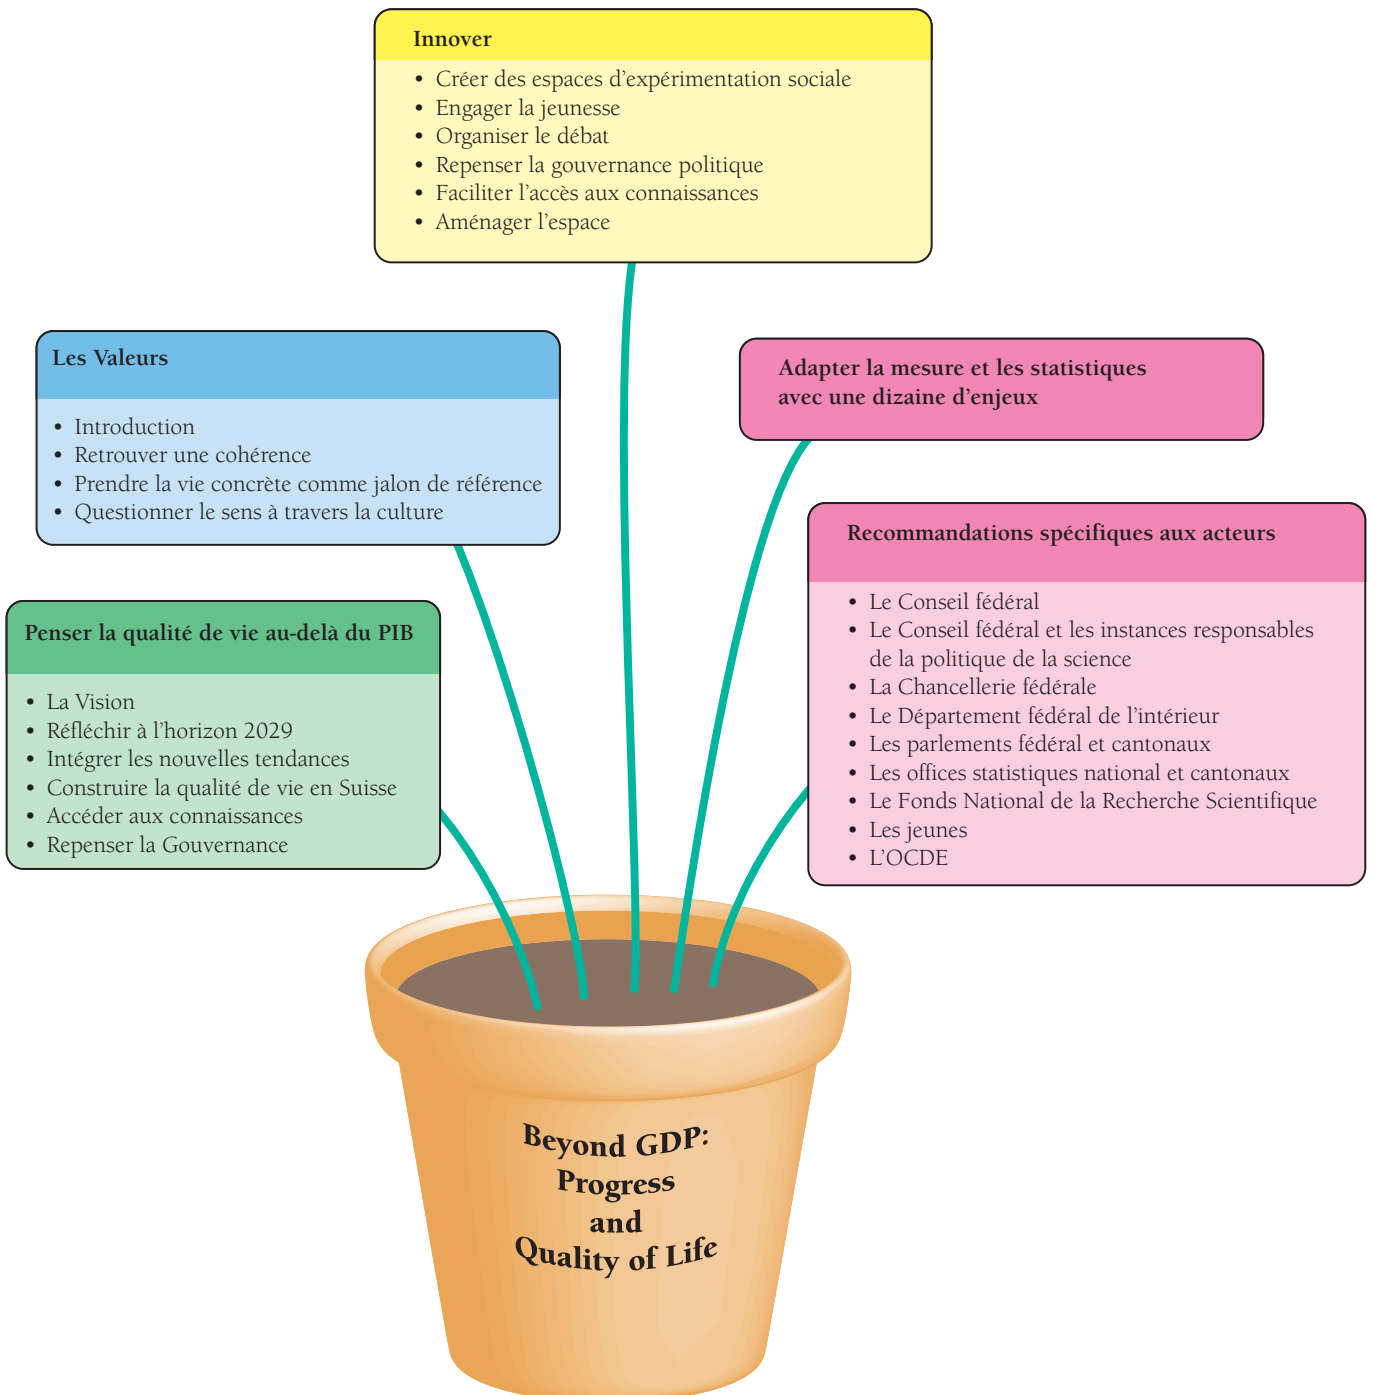 Innover
• Créer des espaces d’expérimentation sociale
• Engager la jeunesse
• Organiser le débat
• Repenser la gouvernance politique
• Faciliter l’accès aux connaissances
• Aménager l’espace
Les Valeurs
• Introduction
• Retrouver une cohérence
• Prendre la vie concrète comme jalon de référence
• Questionner le sens à travers la culture
Adapter la mesure et les statistiques
avec une dizaine d’enjeux
Recommandations spécifiques aux acteurs
• Le Conseil fédéral
• Le Conseil fédéral et les instances responsables
de la politique de la science
• La Chancellerie fédérale
• Le Département fédéral de l’intérieur
• Les parlements fédéral et cantonaux
• Les offices statistiques national et cantonaux
• Le Fonds National de la Recherche Scientifique
• Les jeunes
• L’OCDE
Penser la qualité de vie au-delà du PIB
• La Vision
• Réfléchir à l’horizon 2029
• Intégrer les nouvelles tendances
• Construire la qualité de vie en Suisse
• Accéder aux connaissances
• Repenser la Gouvernance
Beyond GDP:
Progress
and
Quality of Life